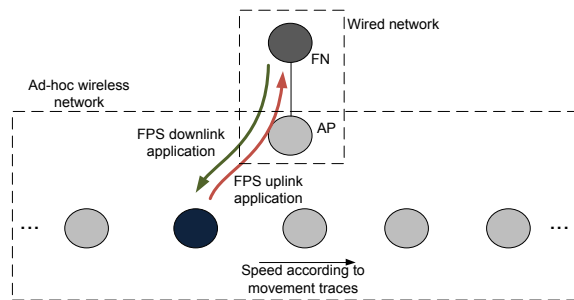 Wired network
FN
Ad-hoc wireless
network
AP
FPS downlink
application
FPS uplink
application
...
...
Speed according to
movement traces